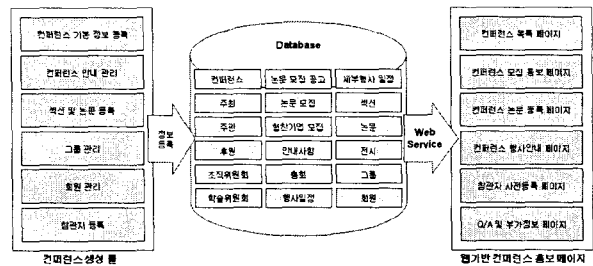 컨퍼런스 기본 정보 등록
컨퍼런스 안내 관리
섹션 및 논문 등록
그룹 관리
회원 관리
참관자 등록
컨퍼런스 생성 툴
정보
등록
Database
컨퍼런스 논문 모집 공고 세부행사 일정
주최 논문 모집 섹션
주관 협찬기업 모집 논문
후원 안내사항 전시
조직위원회 총회 그룹
학술위원회 행사일정 회원
Web
Service
컨퍼런스 목록 페이지
컨퍼런스 모집 홍보 페이지
컨퍼런스 논문 등록 페이지
컨퍼런스 행사안내 페이지
참관자 사전등록 페이지
Q/A 및 부가정보 페이지
웹기반 컨퍼런스 홍보 페이지